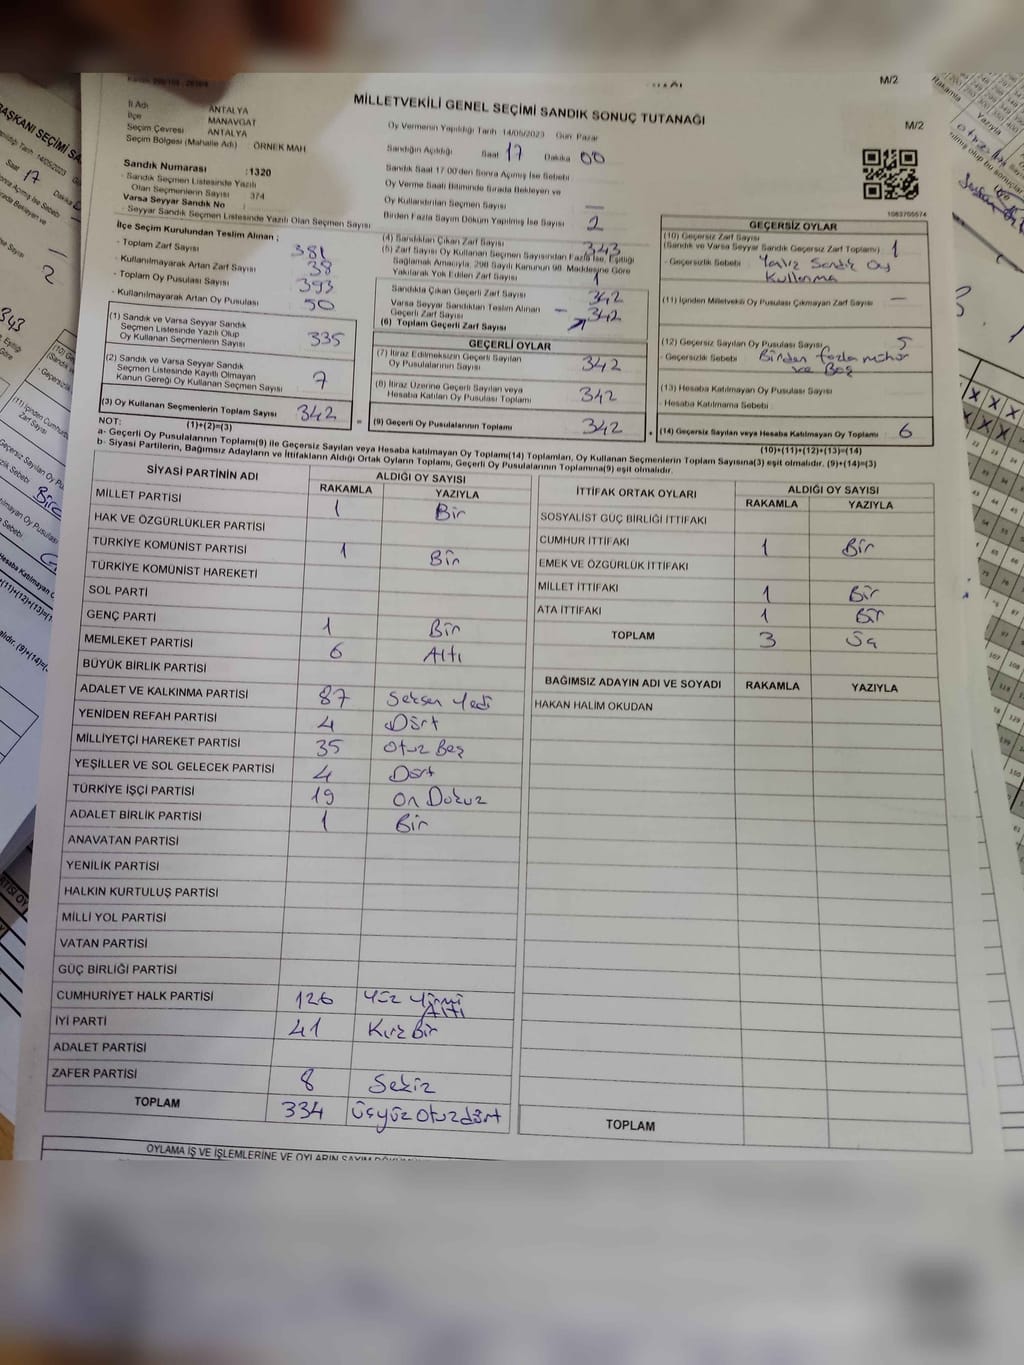 M/2
MİLLETVEKİLİ GENEL SEÇİMİ SANDIK SONUÇ TUTANAĞI
M/2
İl Adı ANTALYA
İlçe MANAVGAT
Seçim Çevresi ANTALYA
Seçim Bölgesi (Mahalle Adı) : ÖRNEK MAH
Oy Vermenin Yapıldığı Tarih : 14/05/2023 Gün Pazar
Sandığın Açıldığı Saat 17 Dakika 00
Sandık Saat 17.00'den Sonra Açılmış İse Sebebi
Oy Verme Saati Bitiminde Sırada Bekleyen ve
Oy Kullandırılan Seçmen Sayısı —
Birden Fazla Sayım Döküm Yapılmış İse Sayısı 2
1083705574
Sandık Numarası :1320
- Sandık Seçmen Listesinde Yazılı
Olan Seçmenlerin Sayısı : 374
Varsa Seyyar Sandık No
- Seyyar Sandık Seçmen Listesinde Yazılı Olan Seçmen Sayısı
İlçe Seçim Kurulundan Teslim Alınan ;
- Toplam Zarf Sayısı 381
- Kullanılmayarak Artan Zarf Sayısı 38
- Toplam Oy Pusulası Sayısı 393
- Kullanılmayarak Artan Oy Pusulası 50
(1) Sandık ve Varsa Seyyar Sandık
Seçmen Listesinde Yazılı Olup
Oy Kullanan Seçmenlerin Sayısı 335
(2) Sandık ve Varsa Seyyar Sandık
Seçmen Listesinde Kayıtlı Olmayan
Kanun Gereği Oy Kullanan Seçmen Sayısı 7
(3) Oy Kullanan Seçmenlerin Toplam Sayısı 342
(1)+(2)=(3)
(4) Sandıktan Çıkan Zarf Sayısı 343
(5) Zarf Sayısı Oy Kullanan Seçmen Sayısından Fazla İse, Eşitliği
Sağlamak Amacıyla, 298 Sayılı Kanunun 98. Maddesine Göre
Yakılarak Yok Edilen Zarf Sayısı 1
Sandıkta Çıkan Geçerli Zarf Sayısı 342
Varsa Seyyar Sandıktan Teslim Alınan
Geçerli Zarf Sayısı —
(6) Toplam Geçerli Zarf Sayısı 342
GEÇERLİ OYLAR
(7) İtiraz Edilmeksizin Geçerli Sayılan
Oy Pusulalarının Sayısı 342
(8) İtiraz Üzerine Geçerli Sayılan veya
Hesaba Katılan Oy Pusulası Toplamı 342
= (9) Geçerli Oy Pusulalarının Toplamı 342
GEÇERSİZ OYLAR
(10) Geçersiz Zarf Sayısı
(Sandık ve Varsa Seyyar Sandık Geçersiz Zarf Toplamı) 1
- Geçersizlik Sebebi : Yalnız Sandık Oy
Kullanma
(11) İçinden Milletvekili Oy Pusulası Çıkmayan Zarf Sayısı —
(12) Geçersiz Sayılan Oy Pusulası Sayısı 5
- Geçersizlik Sebebi : Birden fazla mühür
ve Boş
(13) Hesaba Katılmayan Oy Pusulası Sayısı
- Hesaba Katılmama Sebebi
+ (14) Geçersiz Sayılan veya Hesaba Katılmayan Oy Toplamı 6
(10)+(11)+(12)+(13)=(14)
NOT:
a- Geçerli Oy Pusulalarının Toplamı(9) ile Geçersiz Sayılan veya Hesaba katılmayan Oy Toplamı(14) Toplamları, Oy Kullanan Seçmenlerin Toplam Sayısına(3) eşit olmalıdır. (9)+(14)=(3)
b- Siyasi Partilerin, Bağımsız Adayların ve İttifakların Aldığı Ortak Oyların Toplamı, Geçerli Oy Pusulalarının Toplamına(9) eşit olmalıdır.
SİYASİ PARTİNİN ADI ALDIĞI OY SAYISI
RAKAMLA YAZIYLA
MİLLET PARTİSİ 1 Bir
HAK VE ÖZGÜRLÜKLER PARTİSİ
TÜRKİYE KOMÜNİST PARTİSİ 1 Bir
TÜRKİYE KOMÜNİST HAREKETİ
SOL PARTİ
GENÇ PARTİ 1 Bir
MEMLEKET PARTİSİ 6 Altı
BÜYÜK BİRLİK PARTİSİ
ADALET VE KALKINMA PARTİSİ 87 Seksen Yedi
YENİDEN REFAH PARTİSİ 4 Dört
MİLLİYETÇİ HAREKET PARTİSİ 35 Otuz Beş
YEŞİLLER VE SOL GELECEK PARTİSİ 4 Dört
TÜRKİYE İŞÇİ PARTİSİ 19 On Dokuz
ADALET BİRLİK PARTİSİ 1 Bir
ANAVATAN PARTİSİ
YENİLİK PARTİSİ
HALKIN KURTULUŞ PARTİSİ
MİLLİ YOL PARTİSİ
VATAN PARTİSİ
GÜÇ BİRLİĞİ PARTİSİ
CUMHURİYET HALK PARTİSİ 126 Yüz Yirmi Altı
İYİ PARTİ 41 Kırk Bir
ADALET PARTİSİ
ZAFER PARTİSİ 8 Sekiz
TOPLAM 334 Üçyüz Otuzdört
İTTİFAK ORTAK OYLARI ALDIĞI OY SAYISI
RAKAMLA YAZIYLA
SOSYALİST GÜÇ BİRLİĞİ İTTİFAKI
CUMHUR İTTİFAKI 1 Bir
EMEK VE ÖZGÜRLÜK İTTİFAKI
MİLLET İTTİFAKI 1 Bir
ATA İTTİFAKI 1 Bir
TOPLAM 3 Üç
BAĞIMSIZ ADAYIN ADI VE SOYADI RAKAMLA YAZIYLA
HAKAN HALİM OKUDAN
TOPLAM
OYLAMA İŞ VE İŞLEMLERİNE VE OYLARIN SAYIM